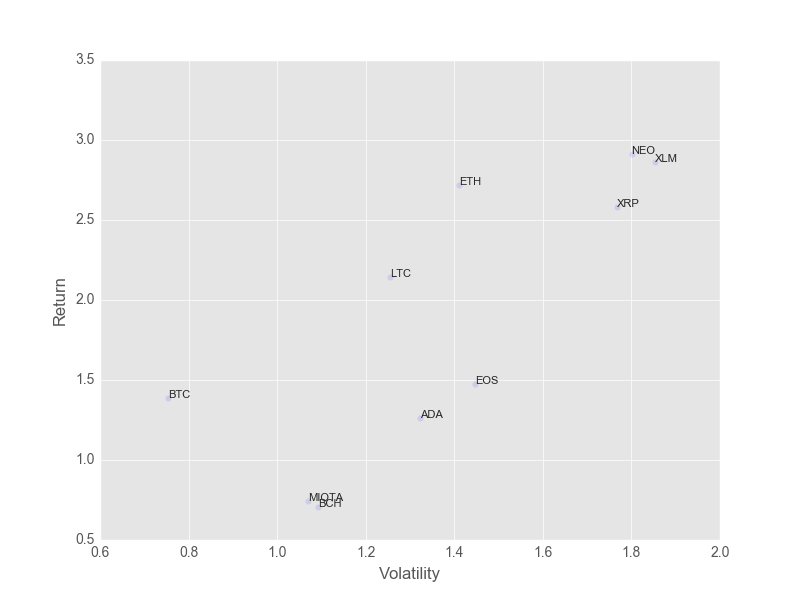 3.5
3.0
2.5
2.0
1.5
1.0
0.5
Return
NEO
XLM
ETH
XRP
LTC
EOS
BTC
ADA
MIOTA
BCH
0.6 0.8 1.0 1.2 1.4 1.6 1.8 2.0
Volatility